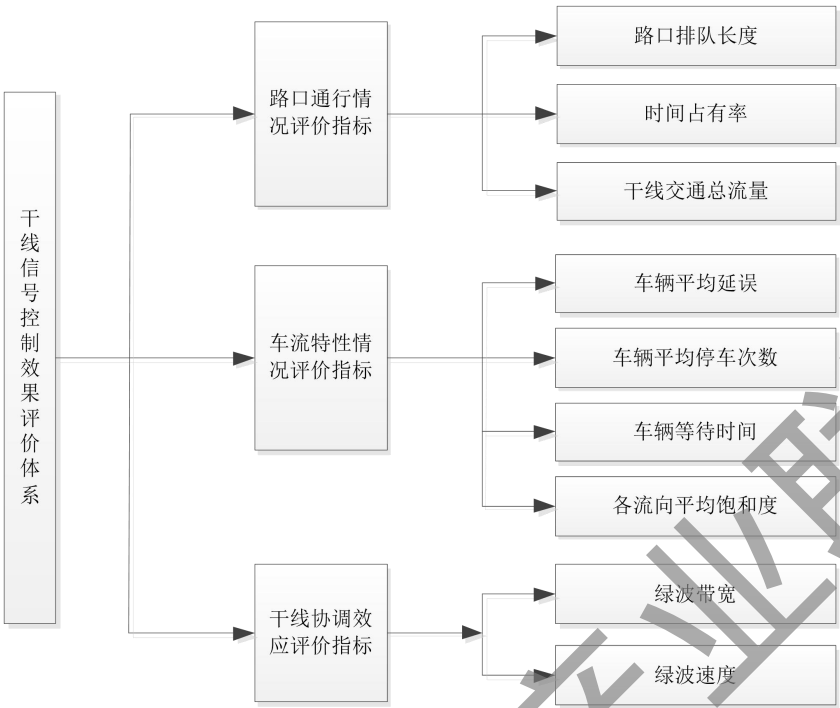 干线信号控制效果评价体系
路口通行情
况评价指标
路口排队长度
时间占有率
干线交通总流量
车流特性情
况评价指标
车辆平均延误
车辆平均停车次数
车辆等待时间
各流向平均饱和度
干线协调效
应评价指标
绿波带宽
绿波速度
产业联